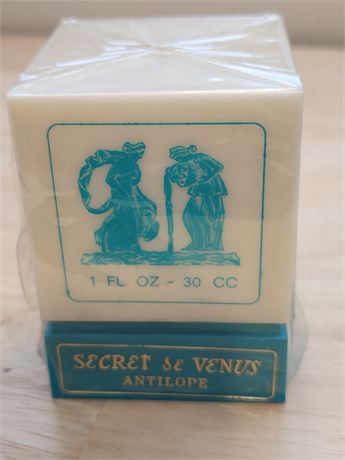 1 FL OZ - 30 CC
SECRET de VENUS
ANTILOPE